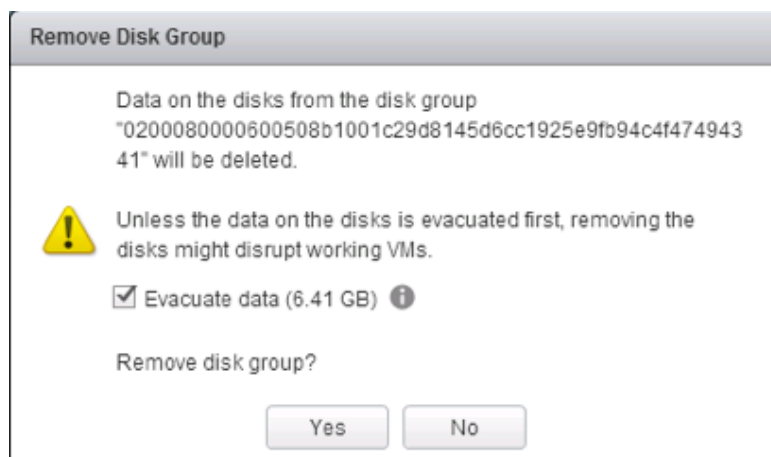 Remove Disk Group
Data on the disks from the disk group
"0200080000600508b1001c29d8145d6cc1925e9fb94c4f474943
41" will be deleted.
Unless the data on the disks is evacuated first, removing the
disks might disrupt working VMs.
Evacuate data (6.41 GB)
Remove disk group?
Yes
No